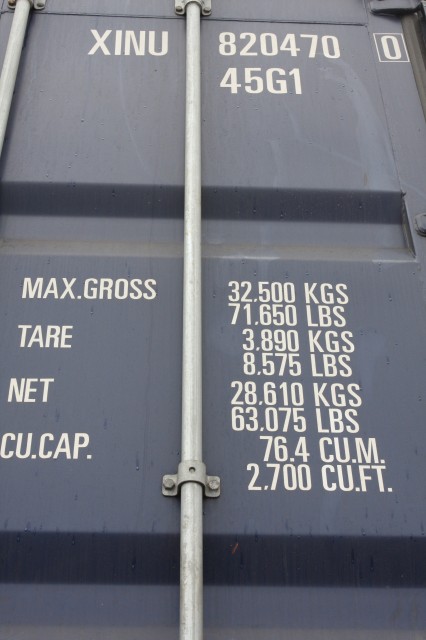 XINU 820470 0
45G1
MAX.GROSS 32,500 KGS
71,650 LBS
TARE 3,890 KGS
8,575 LBS
NET 28,610 KGS
63,075 LBS
CU.CAP. 76.4 CU.M.
2,700 CU.FT.